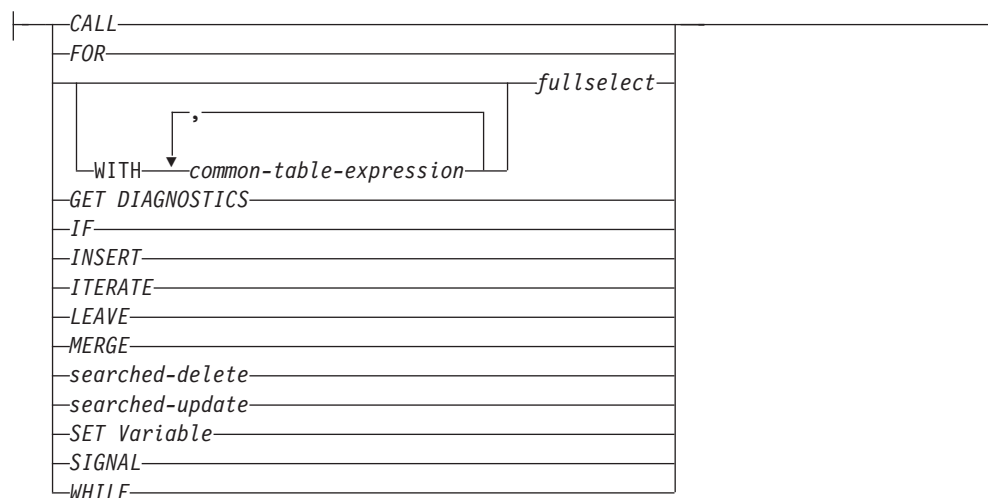 CALL
FOR
fullselect
,
WITH common-table-expression
GET DIAGNOSTICS
IF
INSERT
ITERATE
LEAVE
MERGE
searched-delete
searched-update
SET Variable
SIGNAL
WHILE